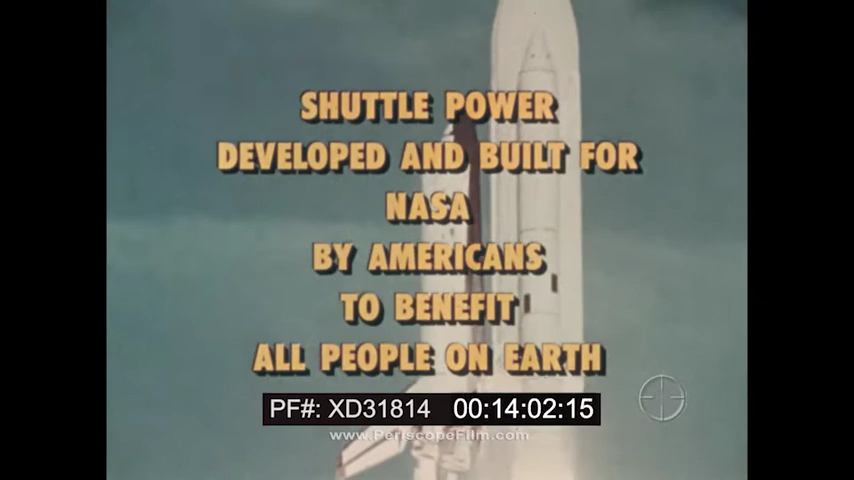 SHUTTLE POWER
DEVELOPED AND BUILT FOR
NASA
BY AMERICANS
TO BENEFIT
ALL PEOPLE ON EARTH
PF#: XD31814 00:14:02:15
www.PeriscopeFilm.com